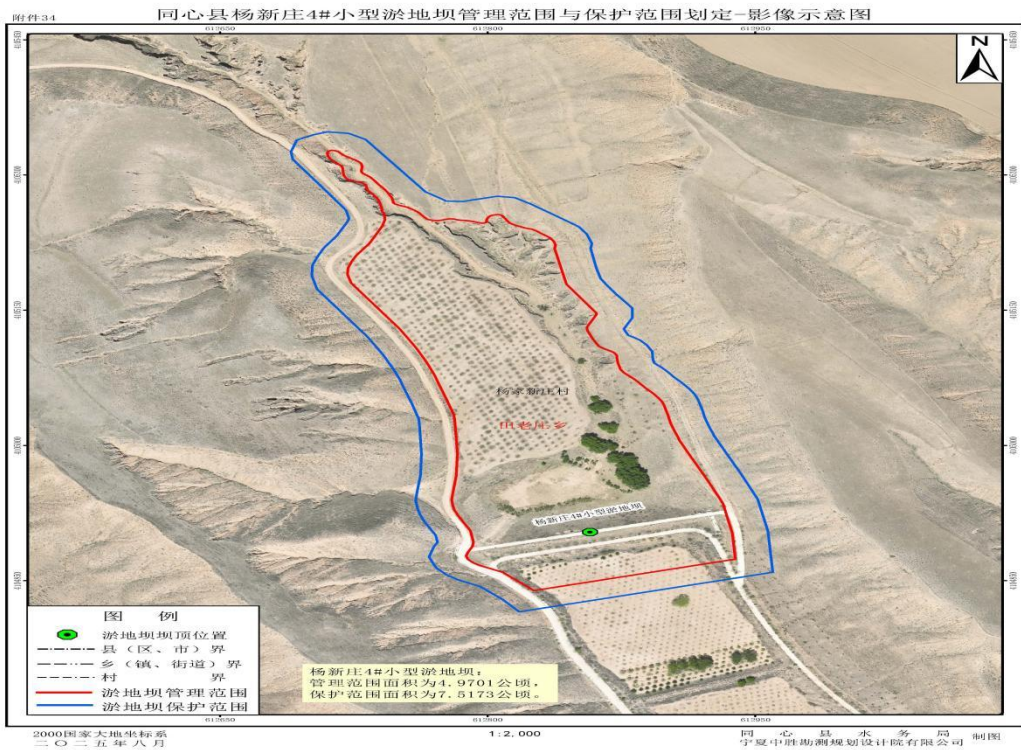 附件34
同心县杨新庄4#小型淤地坝管理范围与保护范围划定-影像示意图
612650
612800
612950
N
杨家新庄村
田老庄乡
杨新庄4#小型淤地坝
图 例
淤地坝坝顶位置
县（区、市）界
乡（镇、街道）界
村 界
淤地坝管理范围
淤地坝保护范围
杨新庄4#小型淤地坝：
管理范围面积为4.9701公顷，
保护范围面积为7.5173公顷。
612650
612800
612950
2000国家大地坐标系
二〇二五年八月
1:2,000
同心县水务局
宁夏中胜勘测规划设计院有限公司
制图